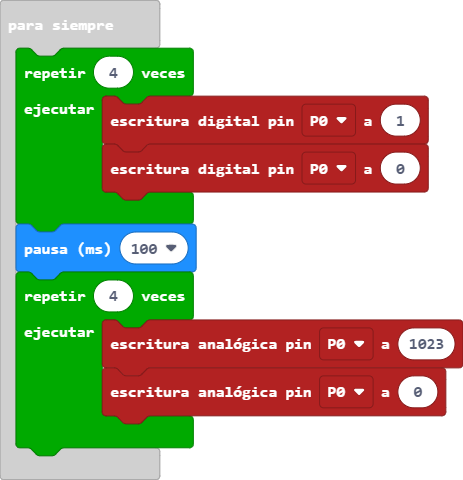 para siempre
repetir 4 veces
ejecutar
escritura digital pin P0 a 1
escritura digital pin P0 a 0
pausa (ms) 100
repetir 4 veces
ejecutar
escritura analógica pin P0 a 1023
escritura analógica pin P0 a 0